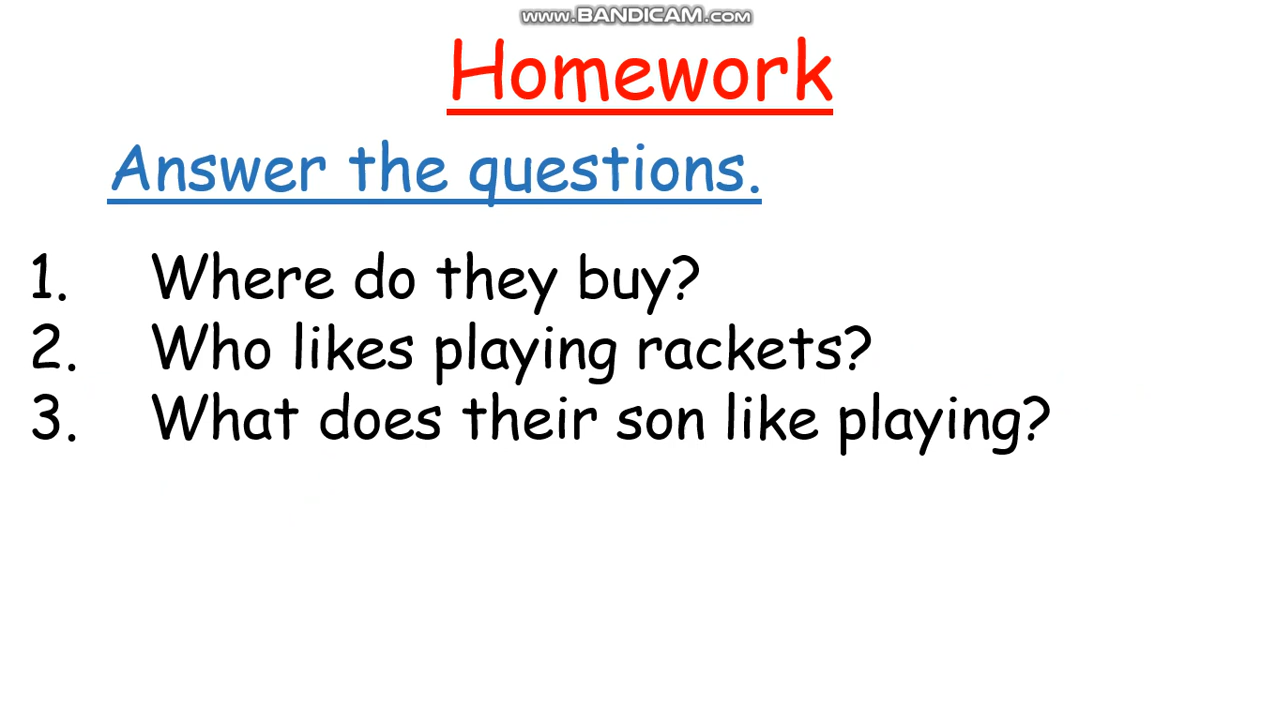 www.BANDICAM.com
Homework
Answer the questions.
1. Where do they buy?
2. Who likes playing rackets?
3. What does their son like playing?